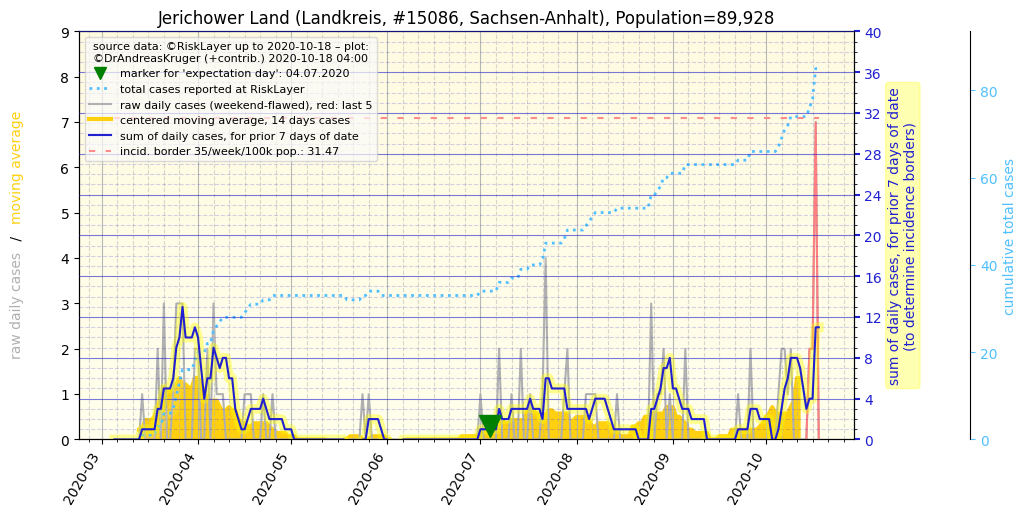 Jerichower Land (Landkreis, #15086, Sachsen-Anhalt), Population=89,928
source data: ©RiskLayer up to 2020-10-18 – plot:
©DrAndreasKruger (+contrib.) 2020-10-18 04:00
marker for 'expectation day': 04.07.2020
total cases reported at RiskLayer
raw daily cases (weekend-flawed), red: last 5
centered moving average, 14 days cases
sum of daily cases, for prior 7 days of date
incid. border 35/week/100k pop.: 31.47
raw daily cases / moving average
9
8
7
6
5
4
3
2
1
0
40
36
32
28
24
20
16
12
8
4
0
sum of daily cases, for prior 7 days of date
(to determine incidence borders)
80
60
40
20
0
cumulative total cases
2020-03
2020-04
2020-05
2020-06
2020-07
2020-08
2020-09
2020-10